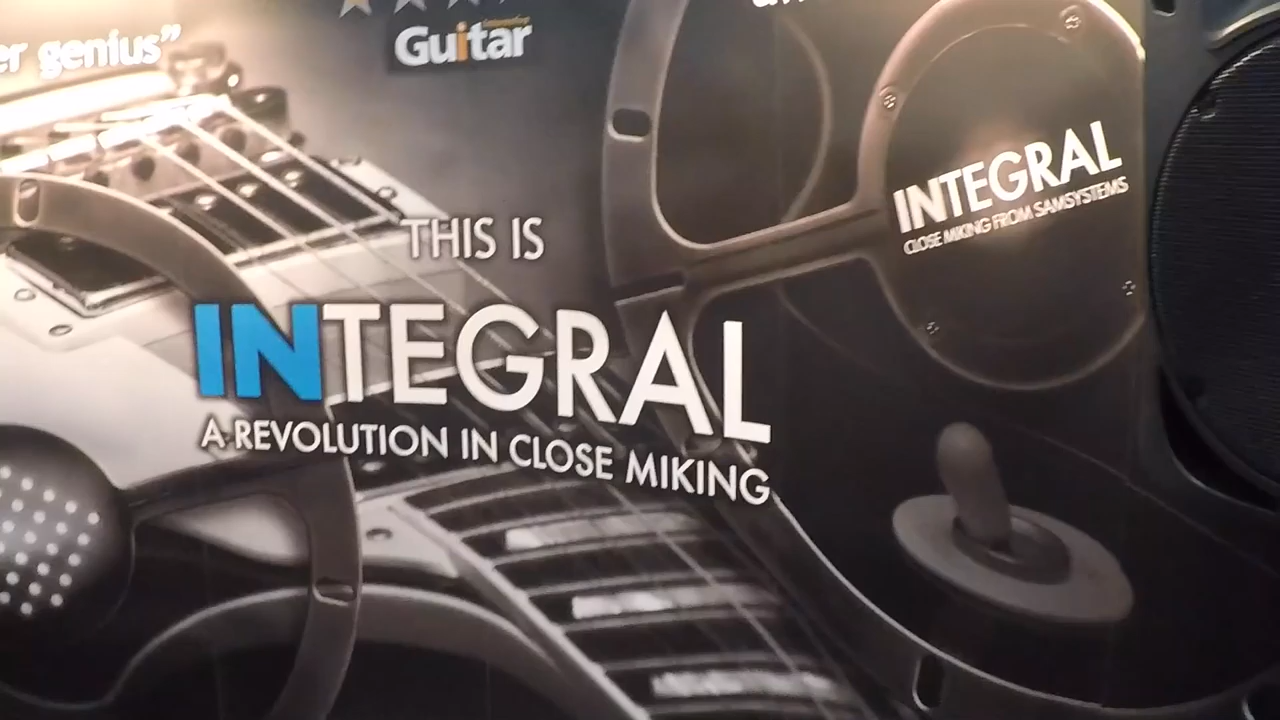 er genius”
Guitar
INTEGRAL
CLOSE MIKING FROM SAMSYSTEMS
THIS IS
INTEGRAL
A REVOLUTION IN CLOSE MIKING